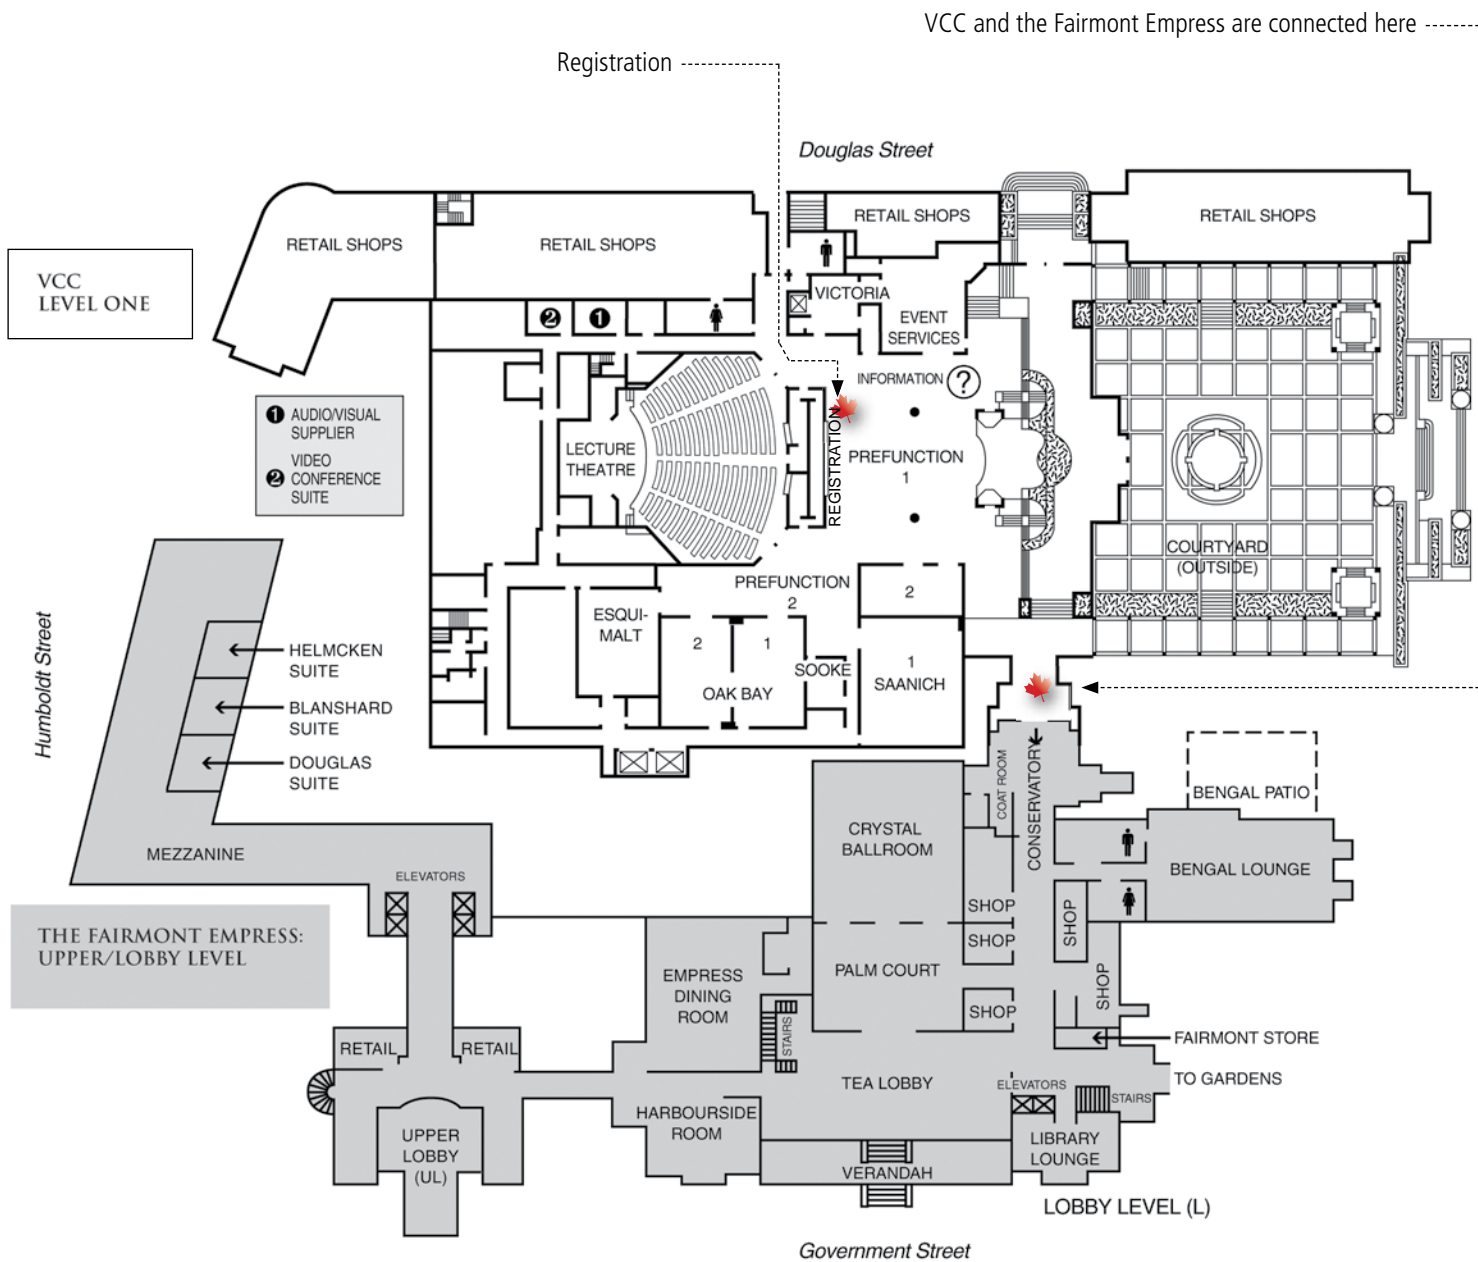 VCC and the Fairmont Empress are connected here
Registration
Douglas Street
RETAIL SHOPS
RETAIL SHOPS
RETAIL SHOPS
RETAIL SHOPS
VCC
LEVEL ONE
VICTORIA
EVENT
SERVICES
2
1
INFORMATION
?
1 AUDIO/VISUAL
SUPPLIER
2 VIDEO
CONFERENCE
SUITE
LECTURE
THEATRE
REGISTRATION
PREFUNCTION
1
COURTYARD
(OUTSIDE)
PREFUNCTION
2
2
ESQUI-
MALT
2
1
OAK BAY
SOOKE
1
SAANICH
Humboldt Street
HELMCKEN
SUITE
BLANSHARD
SUITE
DOUGLAS
SUITE
MEZZANINE
ELEVATORS
THE FAIRMONT EMPRESS:
UPPER/LOBBY LEVEL
COAT ROOM
CONSERVATORY
BENGAL PATIO
CRYSTAL
BALLROOM
BENGAL LOUNGE
SHOP
SHOP
SHOP
EMPRESS
DINING
ROOM
PALM COURT
SHOP
SHOP
STAIRS
RETAIL
RETAIL
FAIRMONT STORE
TEA LOBBY
ELEVATORS
TO GARDENS
STAIRS
HARBOURSIDE
ROOM
UPPER
LOBBY
(UL)
LIBRARY
LOUNGE
VERANDAH
LOBBY LEVEL (L)
Government Street